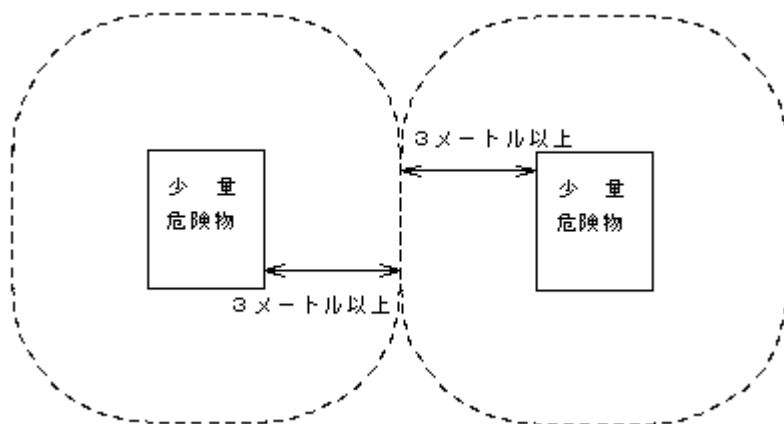 ３メートル以上
少　量
危険物
少　量
危険物
３メートル以上